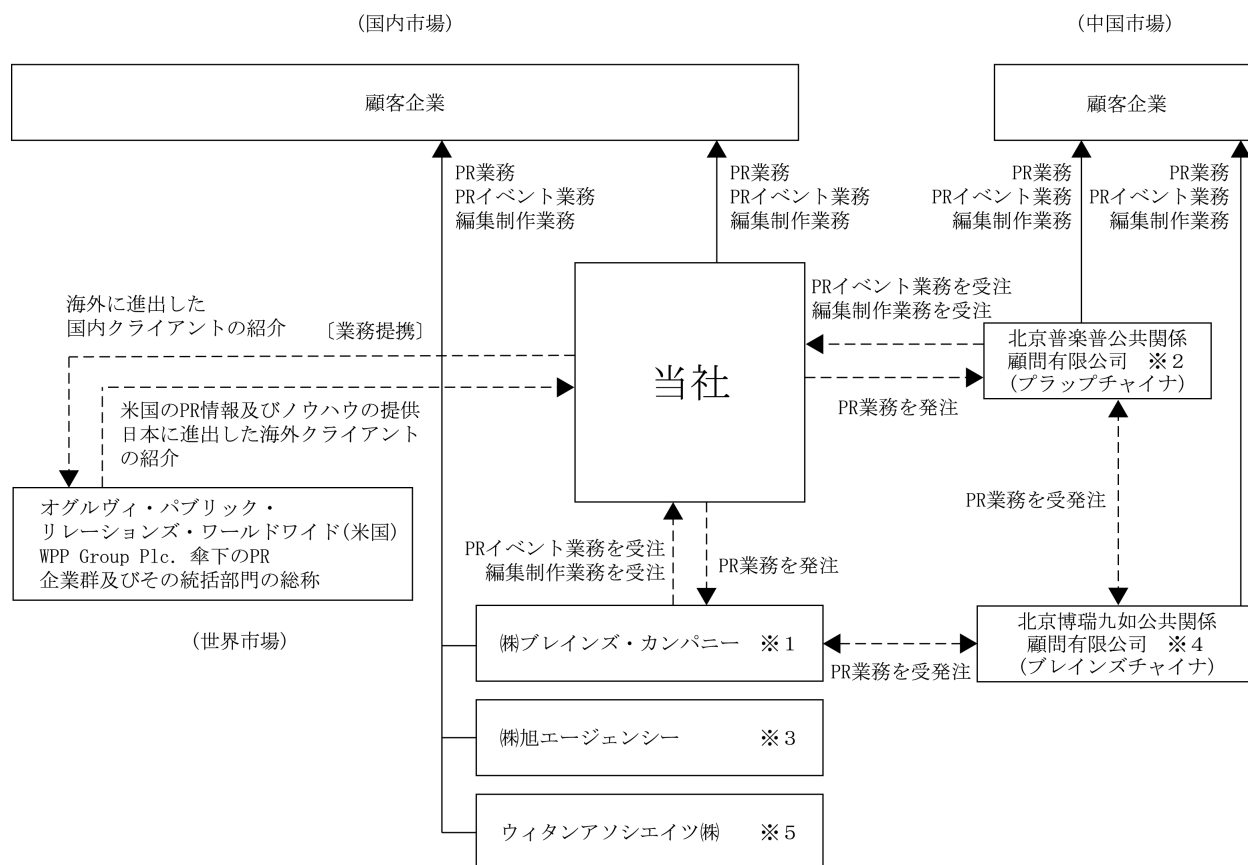 (国内市場)
(中国市場)
顧客企業
顧客企業
PR業務
PRイベント業務
編集制作業務
PR業務
PRイベント業務
編集制作業務
PR業務
PRイベント業務
編集制作業務
PR業務
PRイベント業務
編集制作業務
海外に進出した
国内クライアントの紹介
〔業務提携〕
当社
PRイベント業務を受注
編集制作業務を受注
PR業務を発注
北京普楽普公共関係
顧問有限公司 ※2
(プラップチャイナ)
米国のPR情報及びノウハウの提供
日本に進出した海外クライアント
の紹介
オグルヴィ・パブリック・
リレーションズ・ワールドワイド(米国)
WPP Group Plc. 傘下のPR
企業群及びその統括部門の総称
(世界市場)
PRイベント業務を受注
編集制作業務を受注
PR業務を発注
PR業務を受発注
㈱ブレインズ・カンパニー ※1
PR業務を受発注
北京博瑞九如公共関係
顧問有限公司 ※4
(ブレインズチャイナ)
㈱旭エージェンシー ※3
ウィタンアソシエイツ㈱ ※5